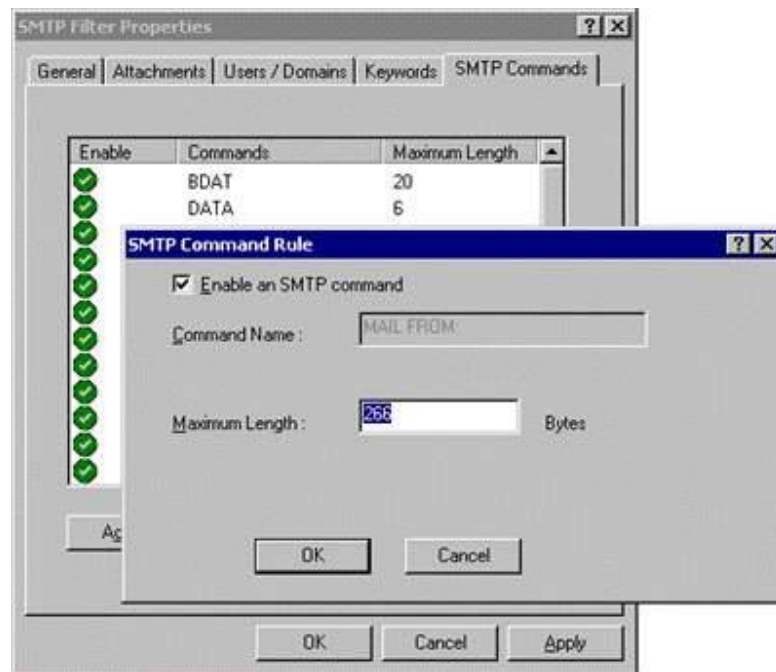 SMTP Filter Properties
General Attachments Users / Domains Keywords SMTP Commands
Enable Commands Maximum Length
BDAT 20
DATA 6
SMTP Command Rule
Enable an SMTP command
Command Name :
MAIL FROM:
Maximum Length :
266
Bytes
OK Cancel
OK Cancel Apply